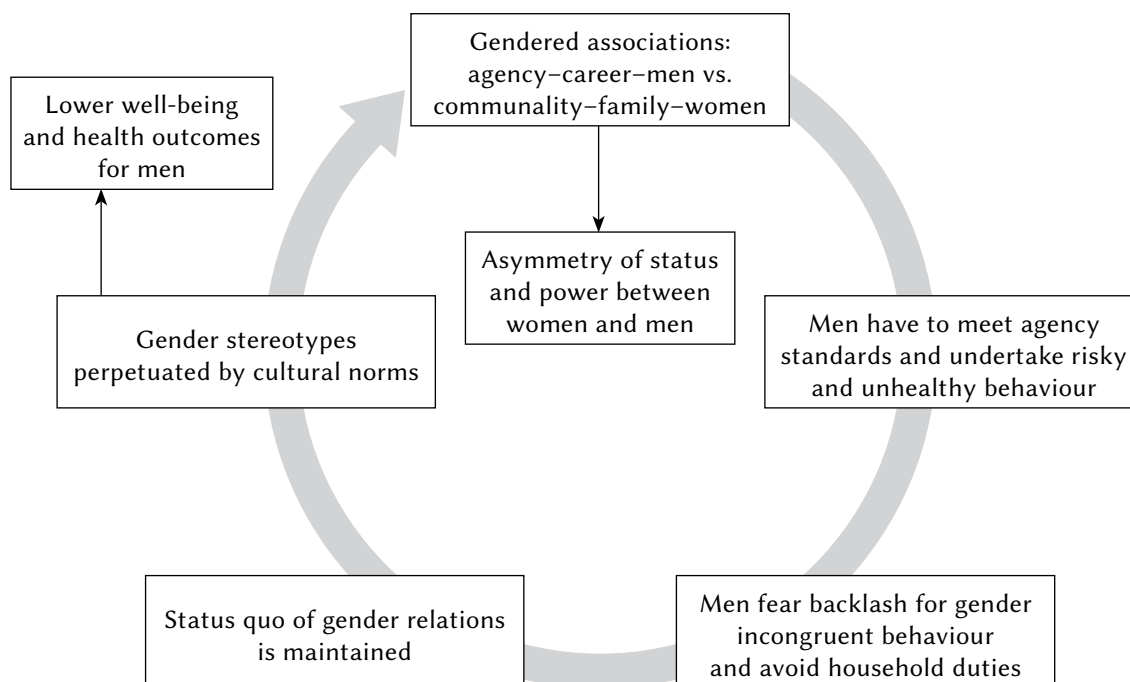 Gendered associations:
agency–career–men vs.
communality–family–women
Lower well-being
and health outcomes
for men
Asymmetry of status
and power between
women and men
Gender stereotypes
perpetuated by cultural norms
Men have to meet agency
standards and undertake risky
and unhealthy behaviour
Status quo of gender relations
is maintained
Men fear backlash for gender
incongruent behaviour
and avoid household duties